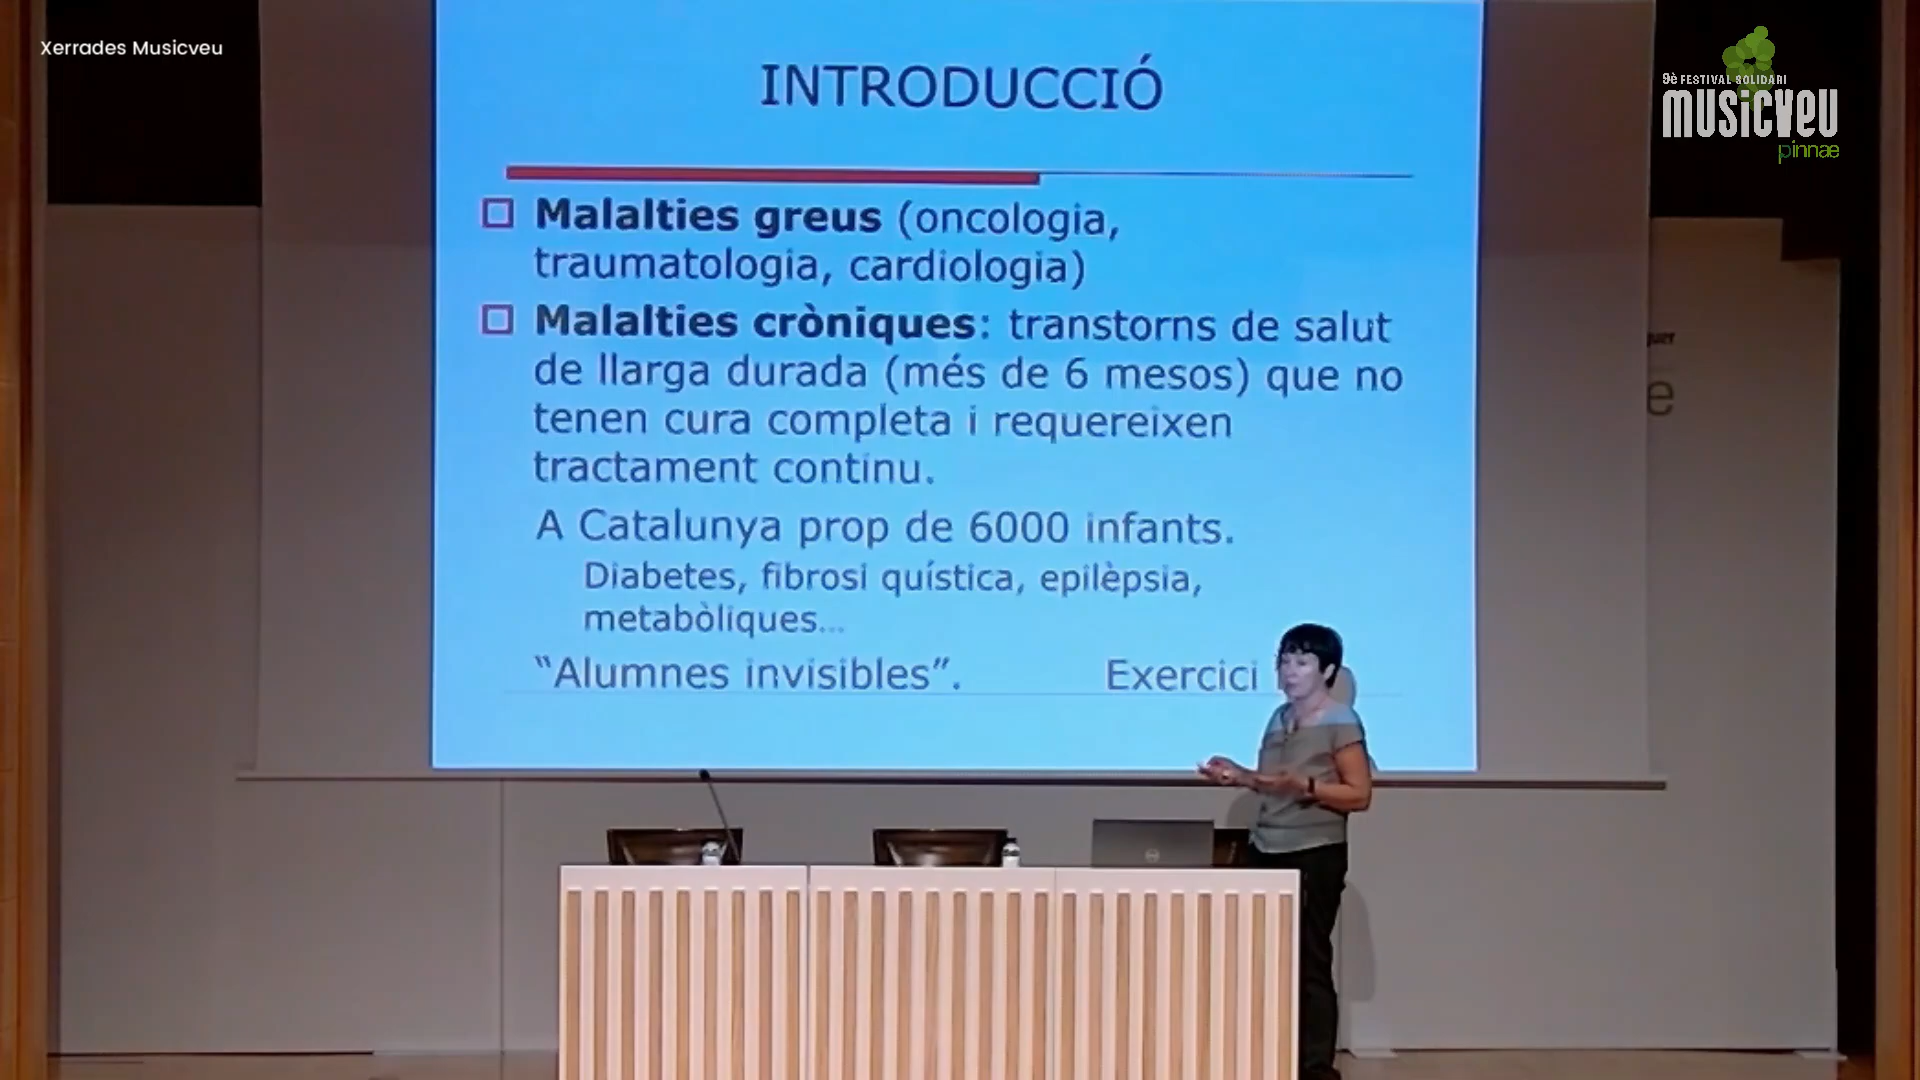 Xerrades Musicveu
9è FESTIVAL SOLIDARI
musicveu
pinnae
INTRODUCCIÓ
Malalties greus (oncologia,
traumatologia, cardiologia)
Malalties cròniques: transtorns de salut
de llarga durada (més de 6 mesos) que no
tenen cura completa i requereixen
tractament continu.
A Catalunya prop de 6000 infants.
Diabetes, fibrosi quística, epilèpsia,
metabòliques...
“Alumnes invisibles”. Exercici